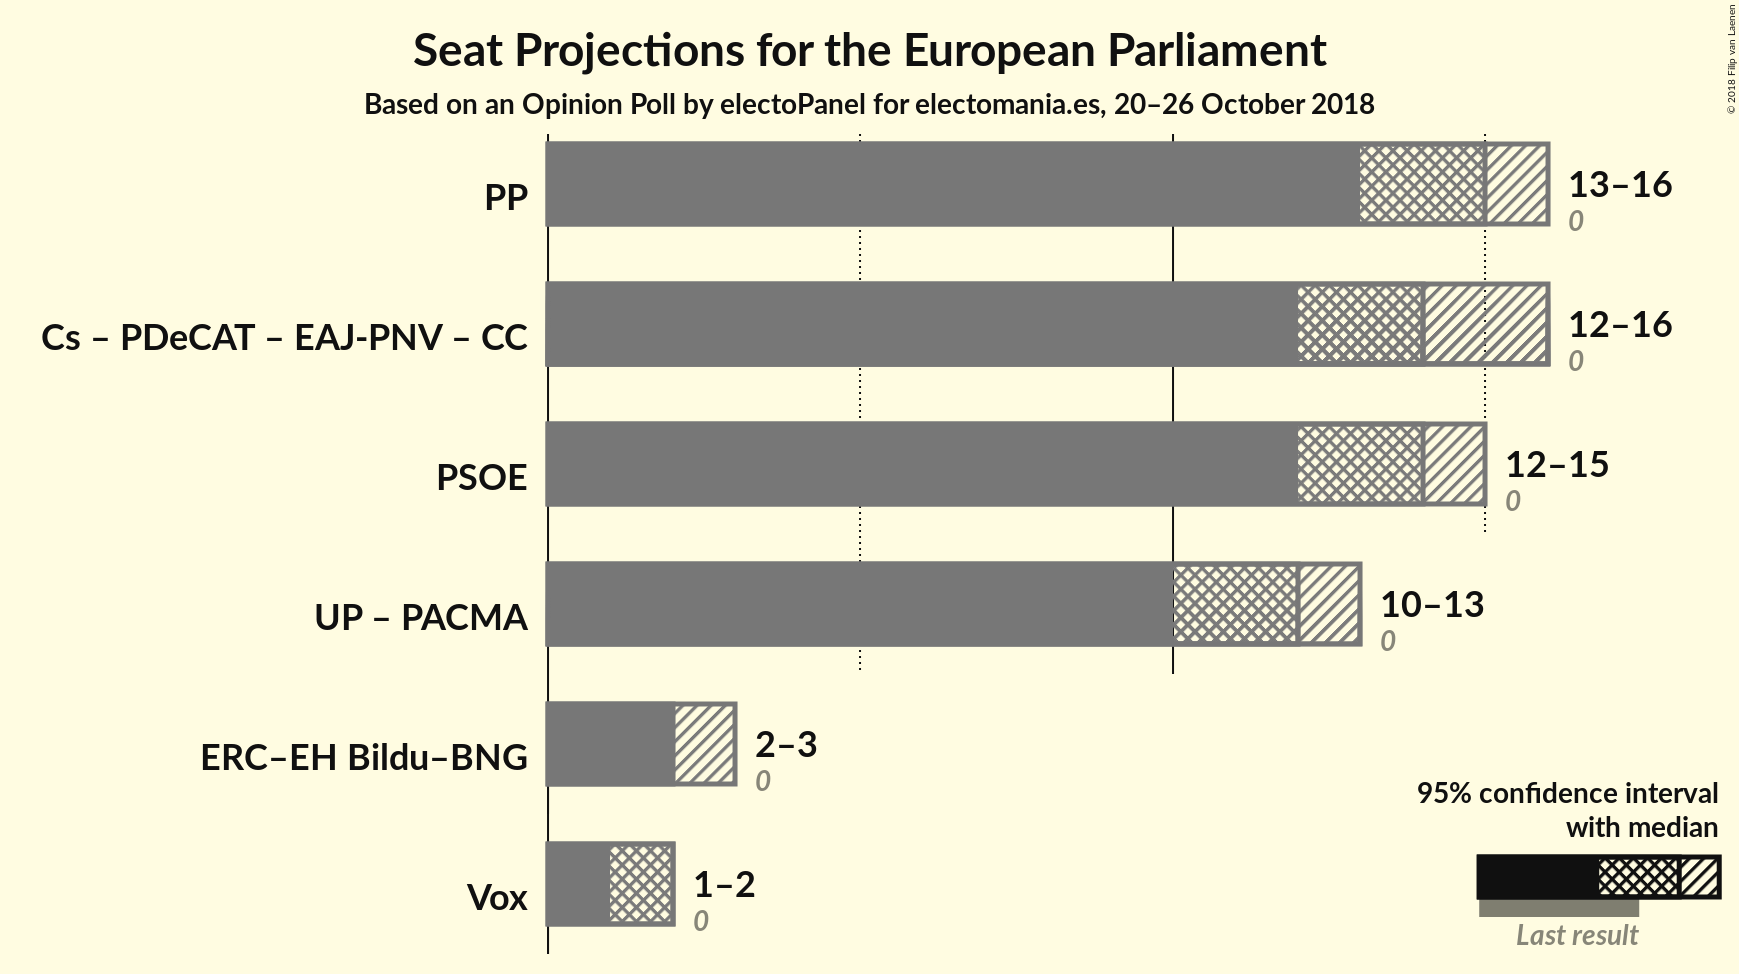 Seat Projections for the European Parliament
Based on an Opinion Poll by electoPanel for electomania.es, 20–26 October 2018
© 2018 Filip van Laenen
PP
13–16
0
Cs – PDeCAT – EAJ-PNV – CC
12–16
0
PSOE
12–15
0
UP – PACMA
10–13
0
ERC–EH Bildu–BNG
2–3
0
Vox
1–2
0
95% confidence interval
with median
Last result